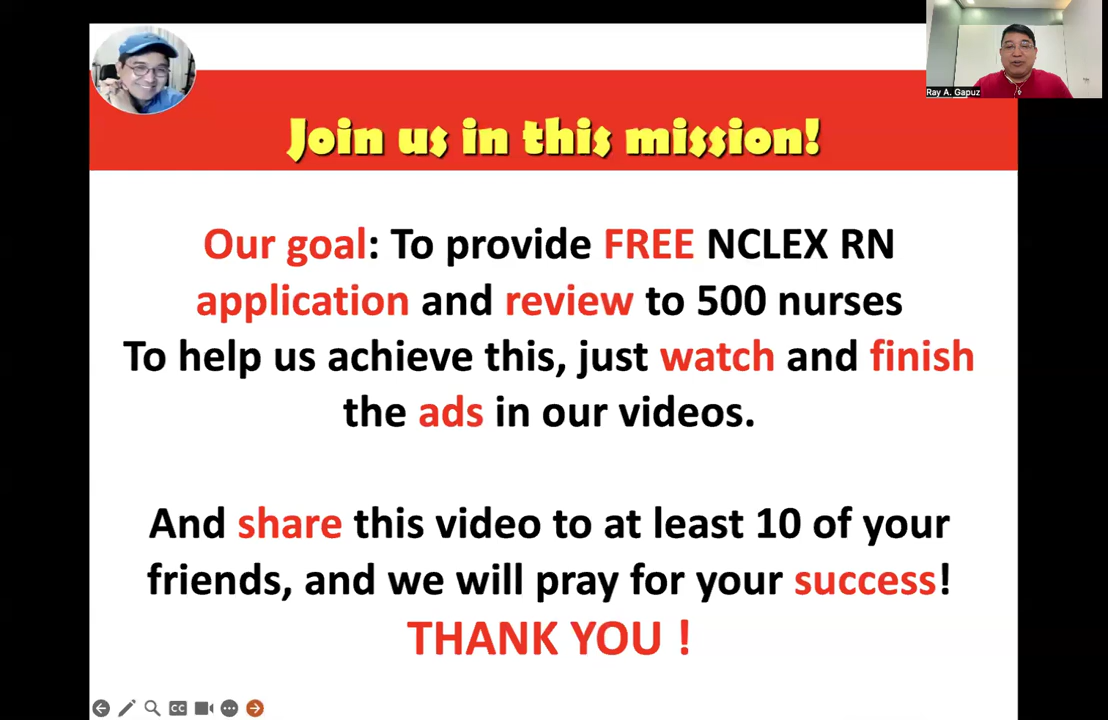 Ray A. Gapuz
Join us in this mission!
Our goal: To provide FREE NCLEX RN
application and review to 500 nurses
To help us achieve this, just watch and finish
the ads in our videos.
And share this video to at least 10 of your
friends, and we will pray for your success!
THANK YOU !
CC